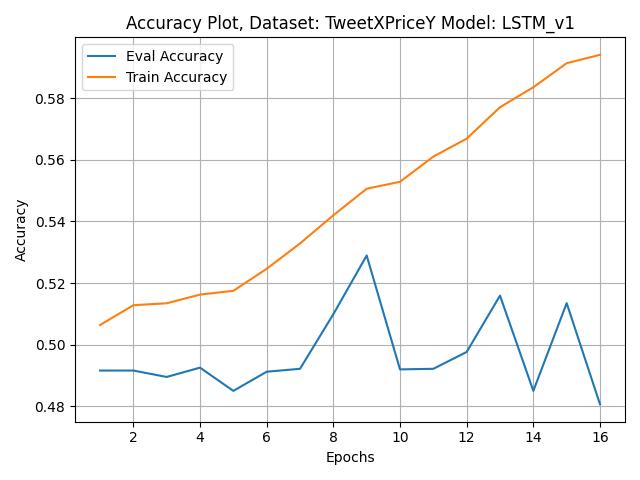 Accuracy Plot, Dataset: TweetXPriceY Model: LSTM_v1
Eval Accuracy
Train Accuracy
Accuracy
0.58
0.56
0.54
0.52
0.50
0.48
2 4 6 8 10 12 14 16
Epochs